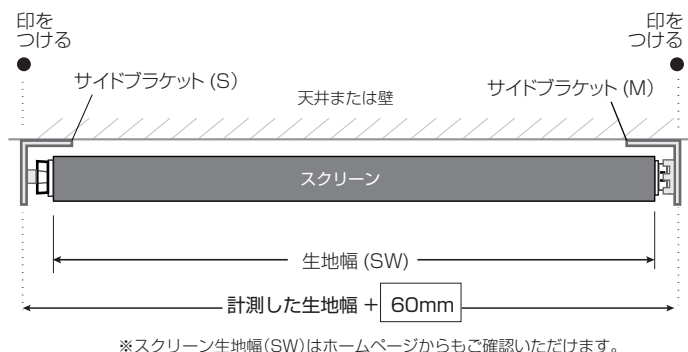 印を
つける
印を
つける
サイドブラケット(S)
天井または壁
サイドブラケット(M)
スクリーン
生地幅 (SW)
計測した生地幅 + 60mm
※スクリーン生地幅(SW)はホームページからもご確認いただけます。